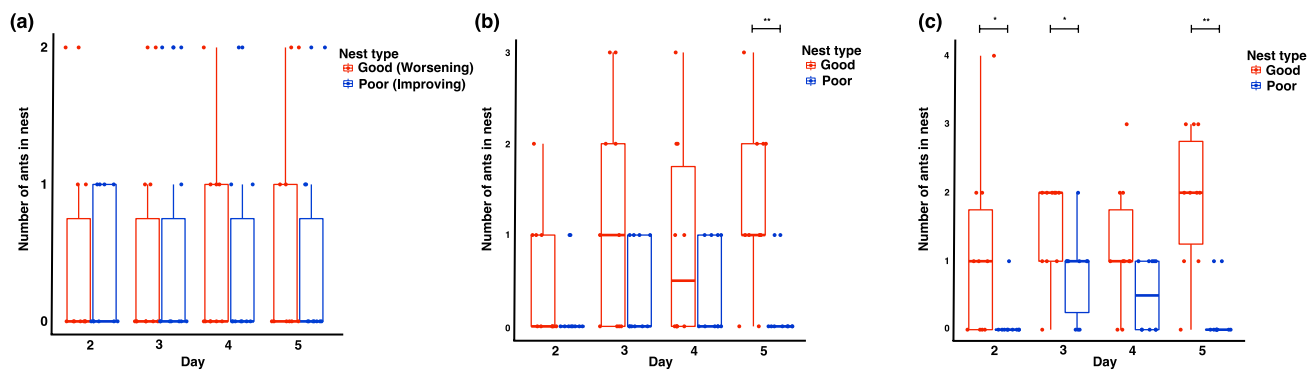 (a)
Number of ants in nest
2
1
0
2 3 4 5
Day
Nest type
Good (Worsening)
Poor (Improving)
(b)
Number of ants in nest
3
2
1
0
2 3 4 5
Day
**
Nest type
Good
Poor
(c)
Number of ants in nest
4
3
2
1
0
2 3 4 5
Day
* * **
Nest type
Good
Poor